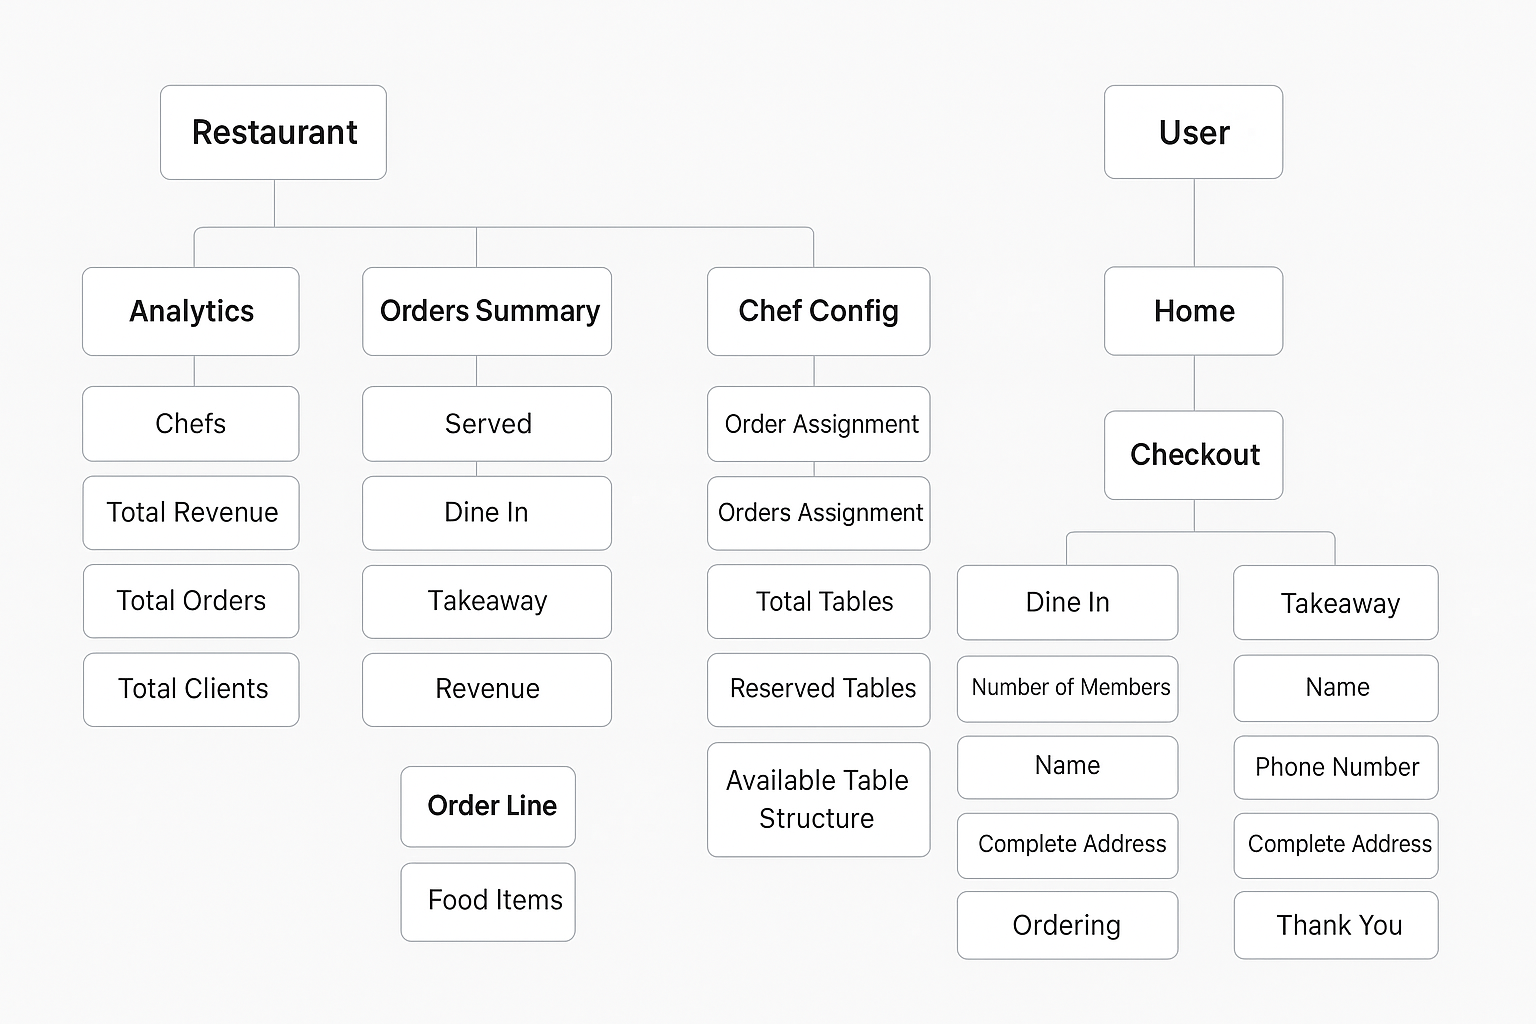 Restaurant
User
Analytics
Orders Summary
Chef Config
Home
Chefs
Served
Order Assignment
Checkout
Total Revenue
Dine In
Orders Assignment
Total Orders
Takeaway
Total Tables
Dine In
Takeaway
Total Clients
Revenue
Reserved Tables
Number of Members
Name
Order Line
Available Table
Structure
Name
Phone Number
Complete Address
Complete Address
Food Items
Ordering
Thank You